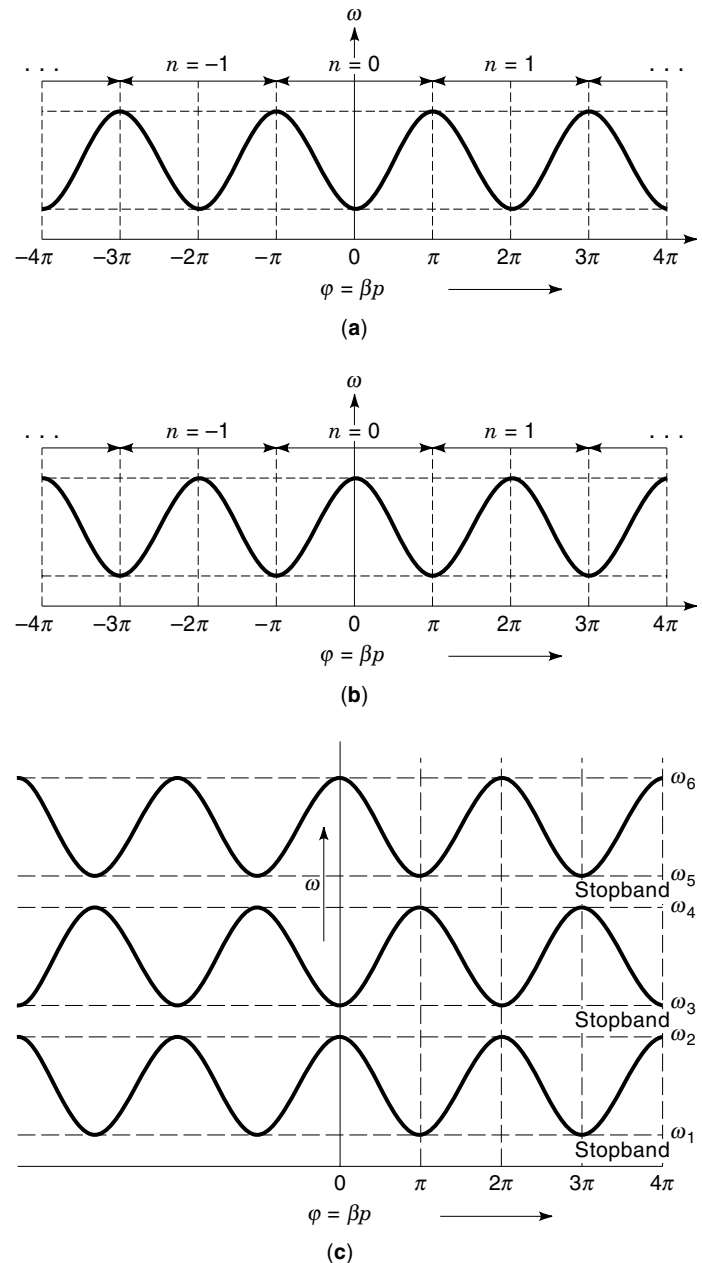 ω
. . . n = –1 n = 0 n = 1 . . .
–4π –3π –2π –π 0 π 2π 3π 4π
φ = βp
(a)
ω
. . . n = –1 n = 0 n = 1 . . .
–4π –3π –2π –π 0 π 2π 3π 4π
φ = βp
(b)
ω6
ω
ω5
Stopband
ω4
ω3
Stopband
ω2
ω1
Stopband
0 π 2π 3π 4π
φ = βp
(c)